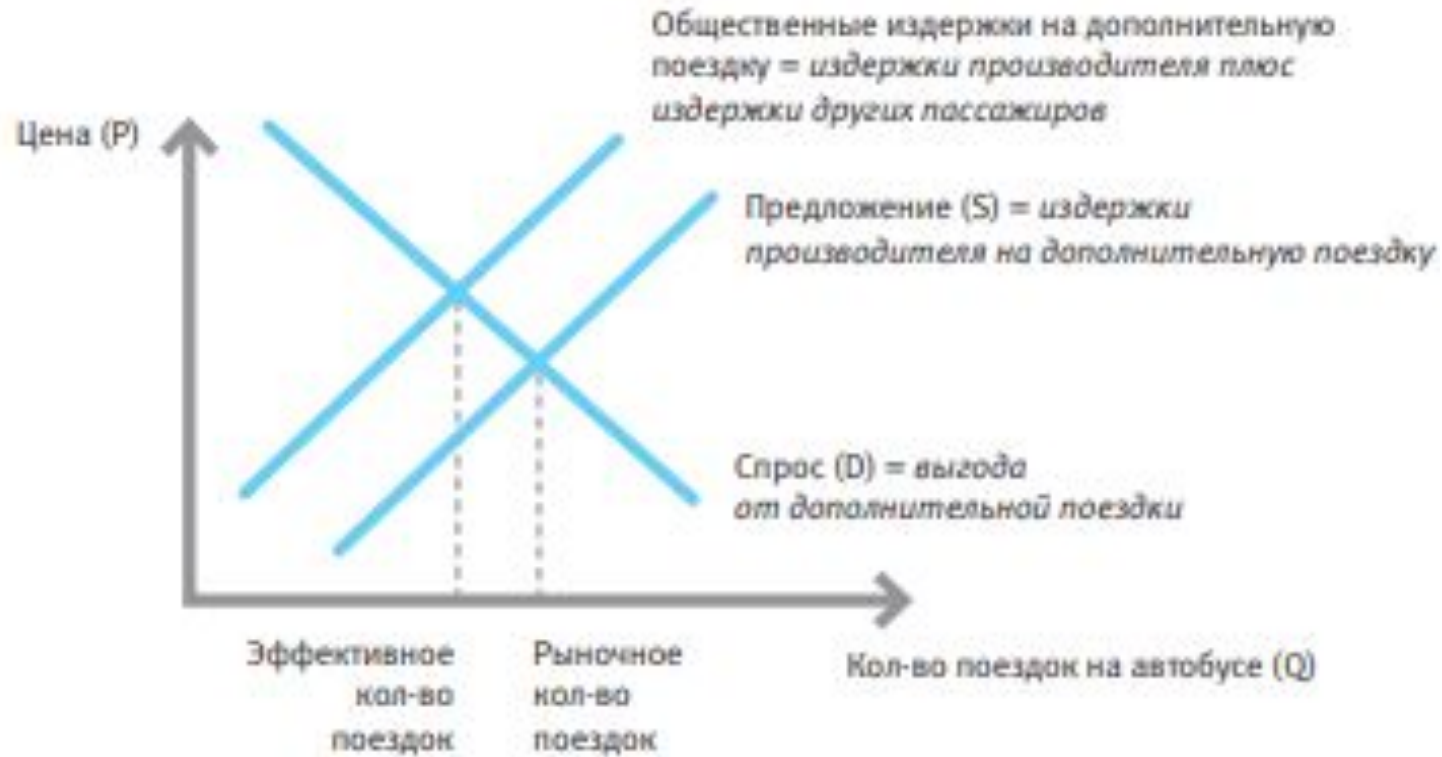 Общественные издержки на дополнительную
поездку = издержки производителя плюс
издержки других пассажиров
Цена (P)
Предложение (S) = издержки
производителя на дополнительную поездку
Спрос (D) = выгода
от дополнительной поездки
Эффективное
кол-во
поездок
Рыночное
кол-во
поездок
Кол-во поездок на автобусе (Q)